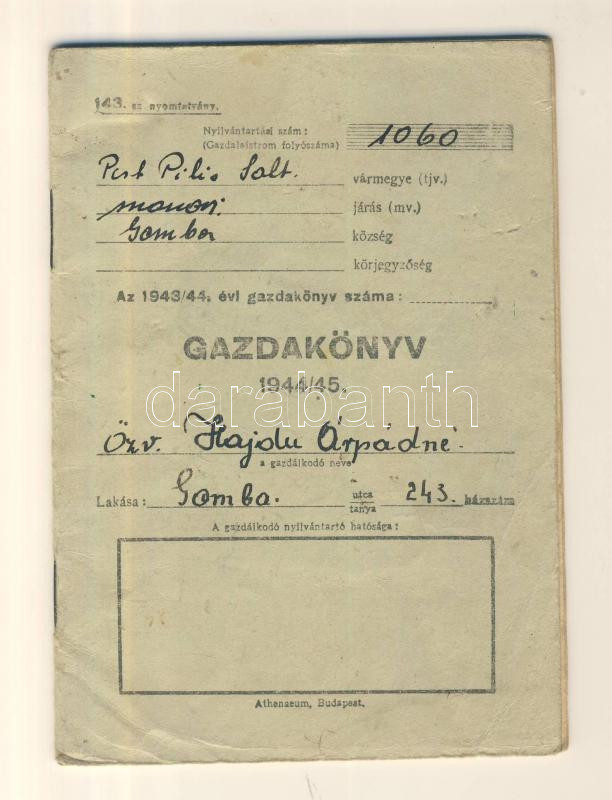 143. sz nyomtatvány.
Nyilvántartási szám:
(Gazdalajstrom folyószáma) 1060
Pest Pilis Solt. vármegye (tjv.)
monori járás (mv.)
Gomba község
körjegyzőség
Az 1943/44. évi gazdakönyv száma:
GAZDAKÖNYV
1944/45.
darabanth
Özv. Hajdu Árpádné.
a gazdálkodó neve
Lakása: Gomba. utca 243. házszám
tanya
A gazdálkodó nyilvántartó hatósága:
Athenaeum, Budapest.